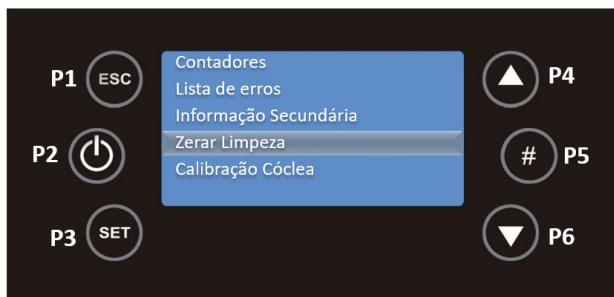 P1 ESC
P2
P3 SET
Contadores
Lista de erros
Informação Secundária
Zerar Limpeza
Calibração Cóclea
P4
# P5
P6